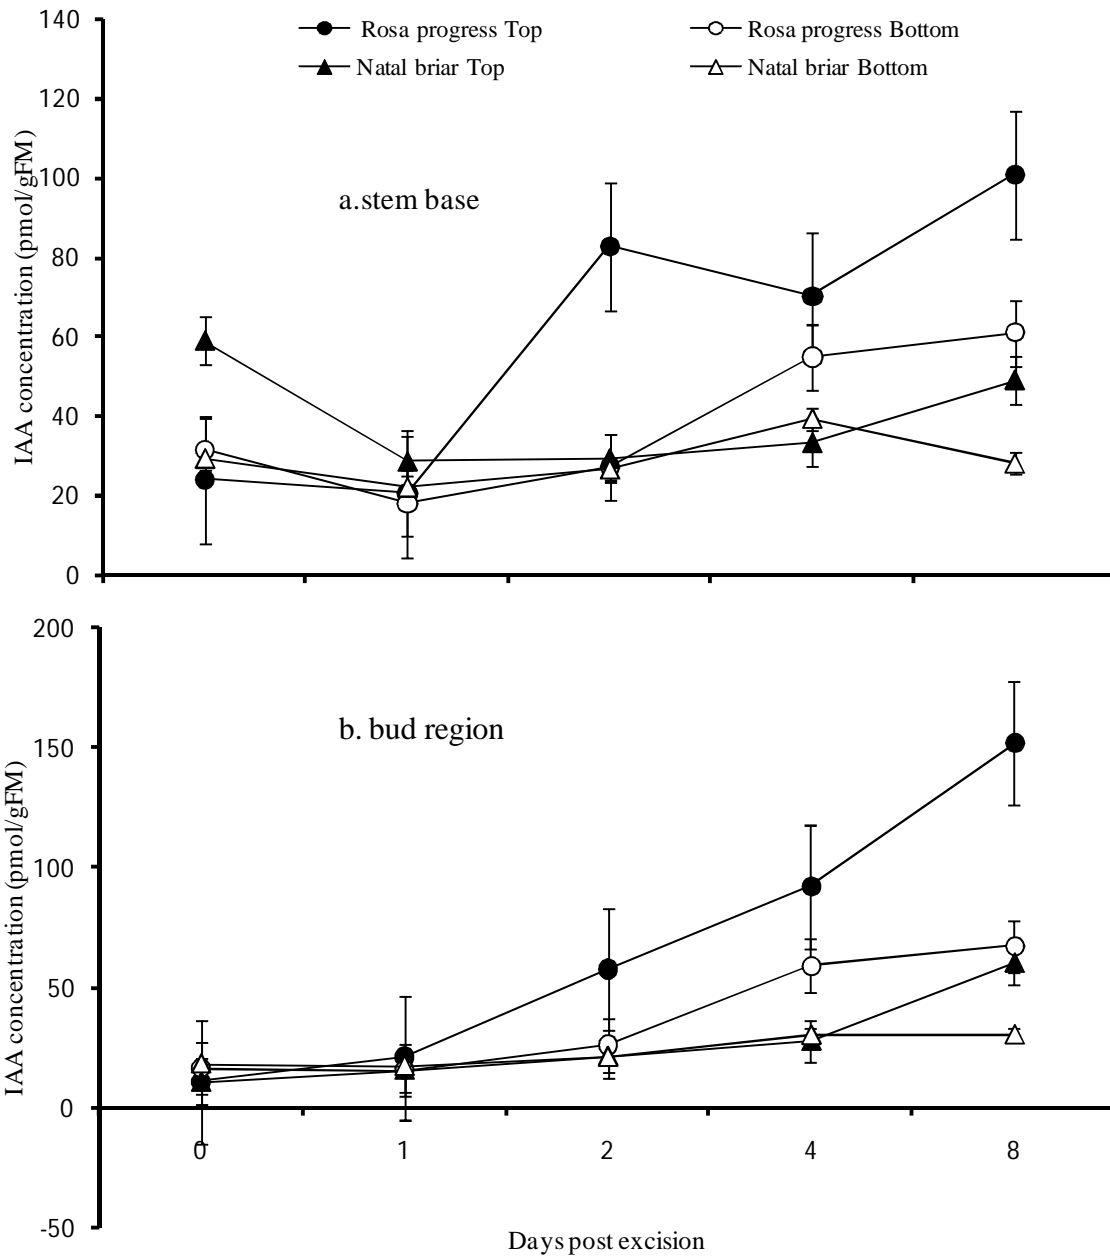 140
Rosa progress Top
Rosa progress Bottom
Natal briar Top
Natal briar Bottom
120
100
80
60
40
20
0
IAA concentration (pmol/gFM)
a.stem base
200
150
100
50
0
-50
IAA concentration (pmol/gFM)
b. bud region
0 1 2 4 8
Days post excision